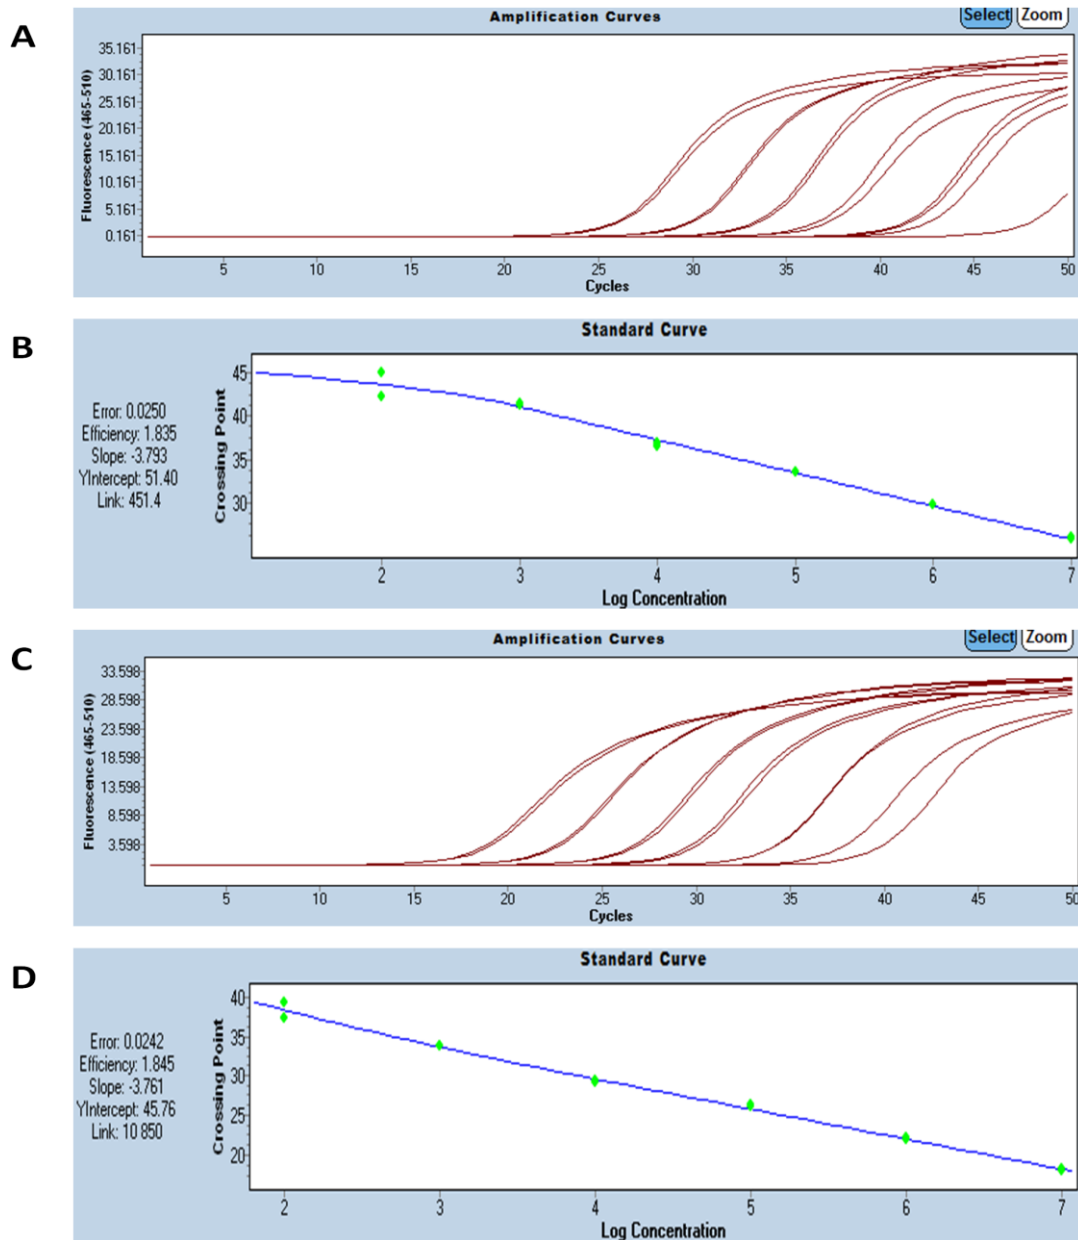 A
Amplification Curves
Select
Zoom
Fluorescence (465-510)
35.161
30.161
25.161
20.161
15.161
10.161
5.161
0.161
5 10 15 20 25 30 35 40 45 50
Cycles
B
Standard Curve
Error: 0.0250
Efficiency: 1.835
Slope: -3.793
YIntercept: 51.40
Link: 451.4
Crossing Point
45
40
35
30
2 3 4 5 6 7
Log Concentration
C
Amplification Curves
Select
Zoom
Fluorescence (465-510)
33.598
28.598
23.598
18.598
13.598
8.598
3.598
5 10 15 20 25 30 35 40 45 50
Cycles
D
Standard Curve
Error: 0.0242
Efficiency: 1.845
Slope: -3.761
YIntercept: 45.76
Link: 10 850
Crossing Point
40
35
30
25
20
2 3 4 5 6 7
Log Concentration